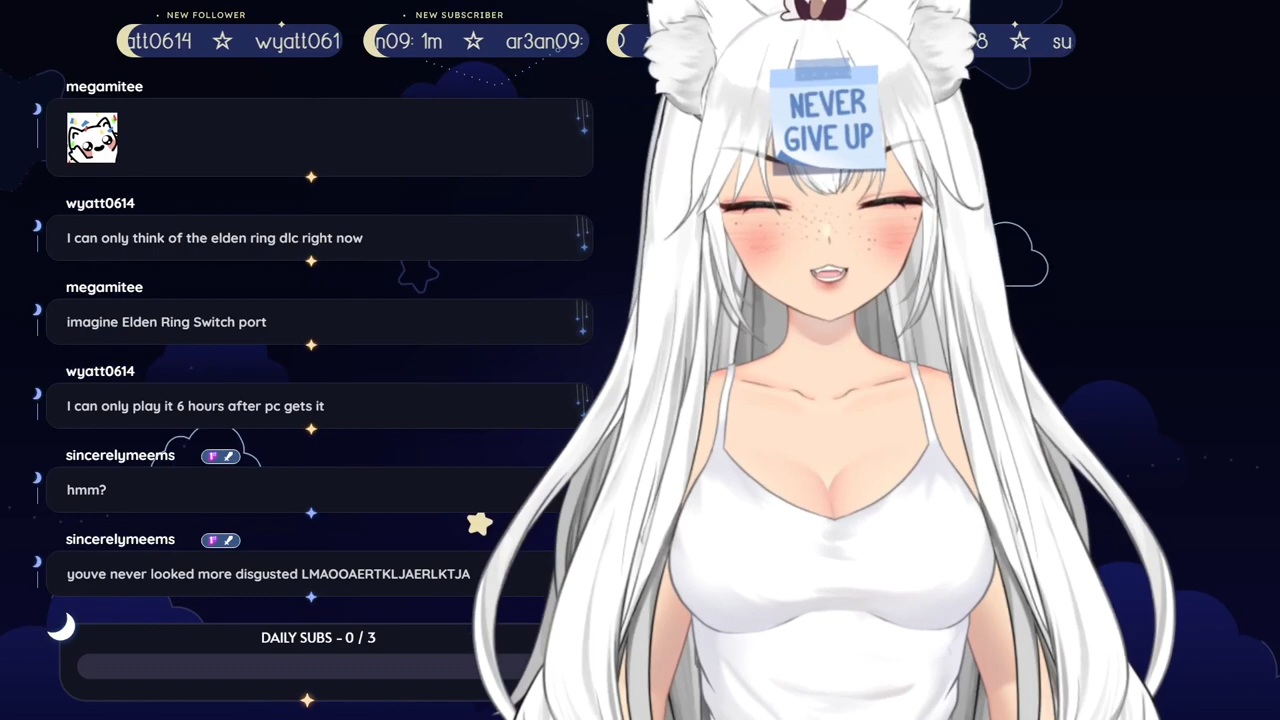 NEW FOLLOWER
NEW SUBSCRIBER
att0614 ☆ wyatt061
n09: 1m ☆ ar3an09:
8 ☆ su
megamitee
NEVER
GIVE UP
wyatt0614
I can only think of the elden ring dlc right now
megamitee
imagine Elden Ring Switch port
wyatt0614
I can only play it 6 hours after pc gets it
sincerelymeems
hmm?
sincerelymeems
youve never looked more disgusted LMAOOAERTKLJAERLKTJA
DAILY SUBS - 0 / 3